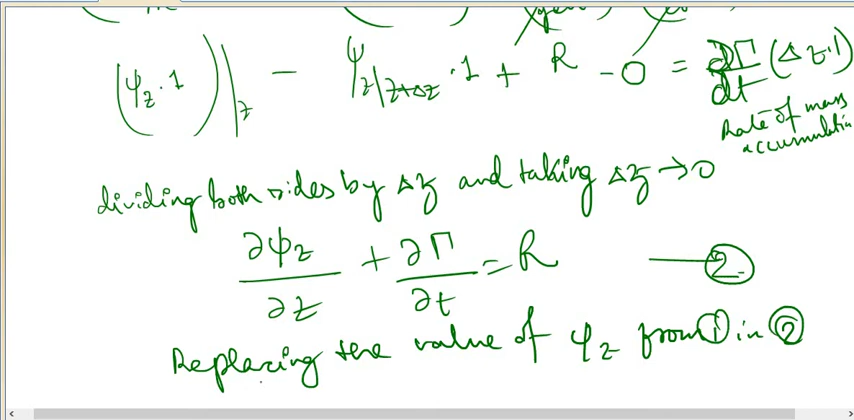 (ψz · 1)|z − ψz|z+Δz · 1 + R − 0 = ∂Γ/∂t (Δz·1)
Rate of mass
accumulation
dividing both sides by Δz and taking Δz → 0
∂ψz/∂z + ∂Γ/∂t = R — 2
Replacing the value of ψz from 1 in 2